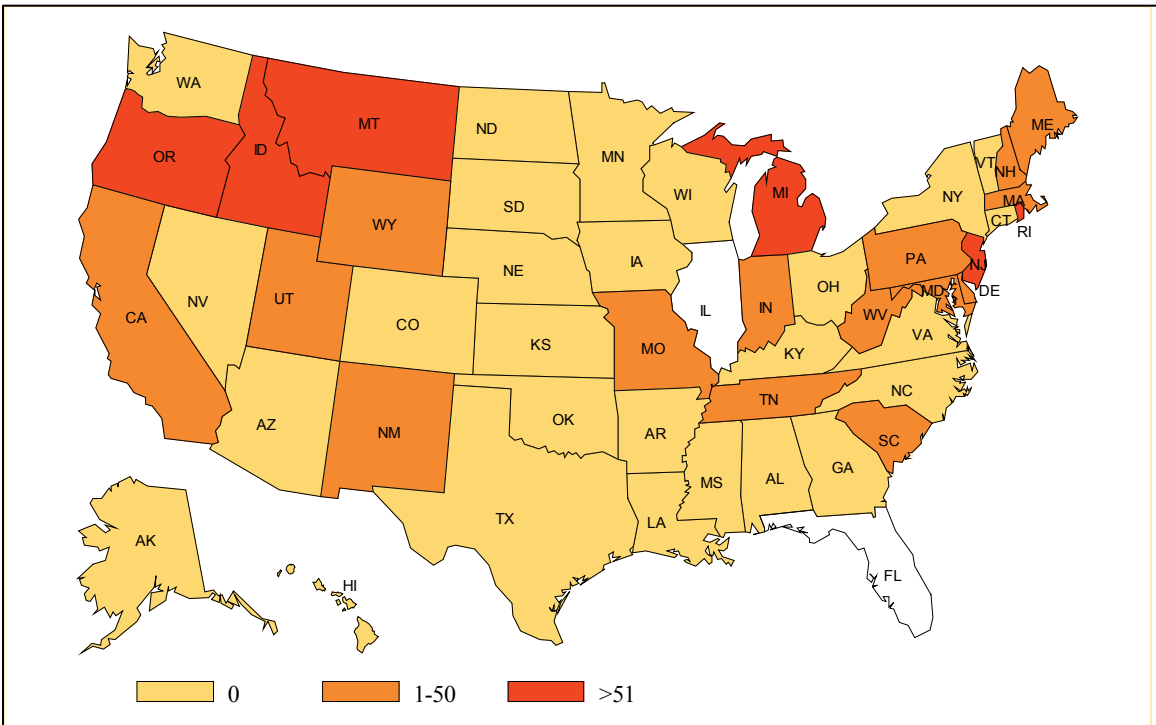 WA
MT
ND
MN
ME
OR
ID
VT
NH
WI
MI
NY
MA
SD
CT
WY
RI
NE
IA
PA
NJ
OH
MD
DE
NV
UT
IL
IN
WV
CA
CO
VA
KS
MO
KY
NC
TN
AZ
NM
OK
AR
SC
GA
MS
AL
TX
LA
AK
FL
HI
0
1-50
>51